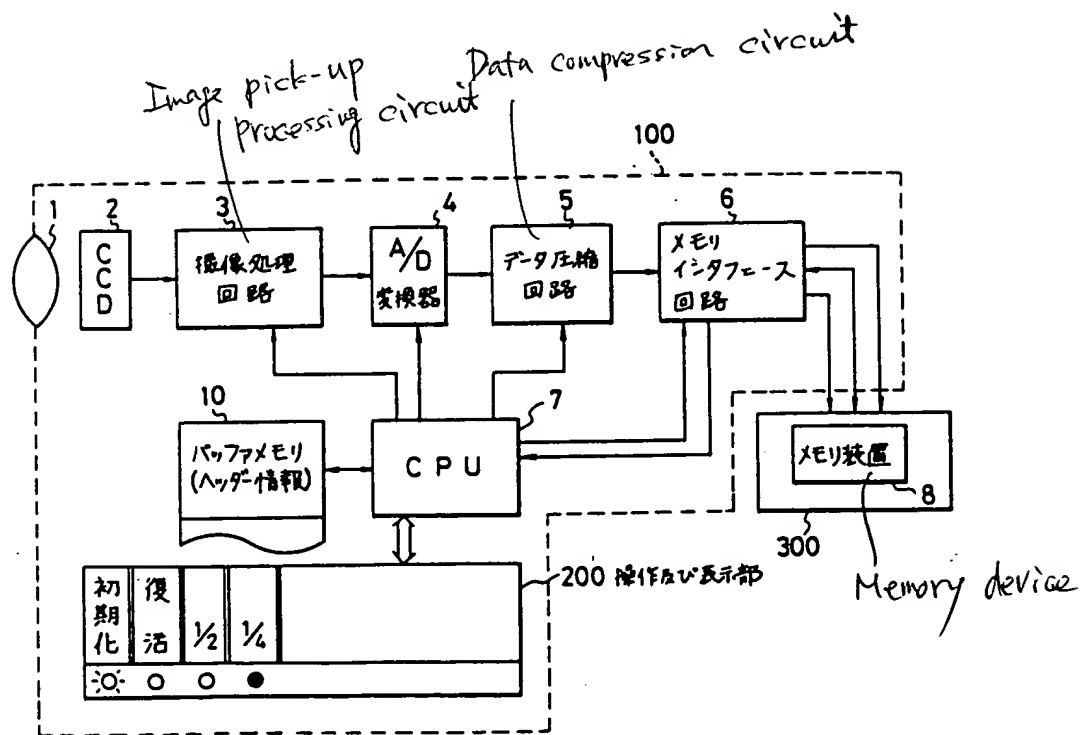 Image pick-up
processing circuit
Data compression circuit
100
1
2
3
4
5
6
CCD
撮像処理
回路
A/D
変換器
データ圧縮
回路
メモリ
インタフェース
回路
10
7
バッファメモリ
(ヘッダー情報)
CPU
メモリ装置
8
300
Memory device
200 操作及び表示部
初期化
復活
1/2
1/4